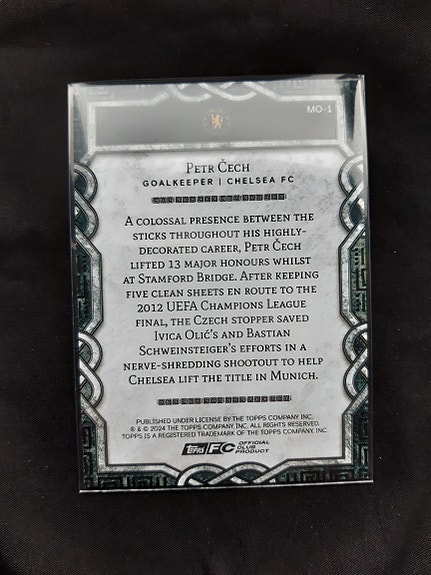 MO-1
PETR ČECH
GOALKEEPER | CHELSEA FC
A COLOSSAL PRESENCE BETWEEN THE
STICKS THROUGHOUT HIS HIGHLY-
DECORATED CAREER, PETR ČECH
LIFTED 13 MAJOR HONOURS WHILST
AT STAMFORD BRIDGE. AFTER KEEPING
FIVE CLEAN SHEETS EN ROUTE TO THE
2012 UEFA CHAMPIONS LEAGUE
FINAL, THE CZECH STOPPER SAVED
IVICA OLIĆ'S AND BASTIAN
SCHWEINSTEIGER'S EFFORTS IN A
NERVE-SHREDDING SHOOTOUT TO HELP
CHELSEA LIFT THE TITLE IN MUNICH.
PUBLISHED UNDER LICENSE BY THE TOPPS COMPANY INC.
® & © 2024 THE TOPPS COMPANY, INC. ALL RIGHTS RESERVED.
TOPPS IS A REGISTERED TRADEMARK OF THE TOPPS COMPANY, INC.
Topps FC OFFICIAL
CLUB
PRODUCT